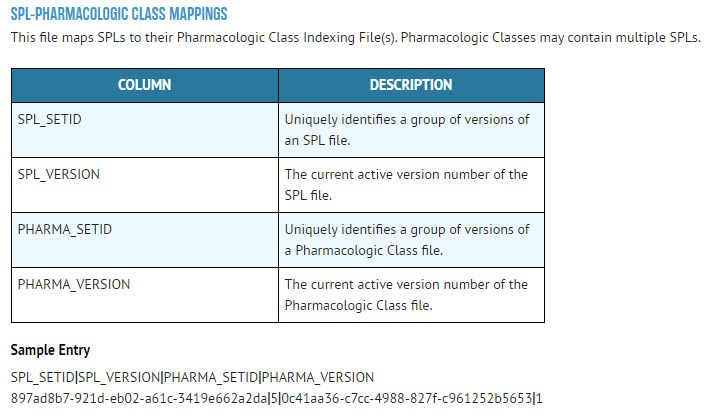 SPL-PHARMACOLOGIC CLASS MAPPINGS
This file maps SPLs to their Pharmacologic Class Indexing File(s). Pharmacologic Classes may contain multiple SPLs.
COLUMN DESCRIPTION
SPL_SETID Uniquely identifies a group of versions of
an SPL file.
SPL_VERSION The current active version number of the
SPL file.
PHARMA_SETID Uniquely identifies a group of versions of
a Pharmacologic Class file.
PHARMA_VERSION The current active version number of the
Pharmacologic Class file.
Sample Entry
SPL_SETID|SPL_VERSION|PHARMA_SETID|PHARMA_VERSION
897ad8b7-921d-eb02-a61c-3419e662a2da|5|0c41aa36-c7cc-4988-827f-c961252b5653|1